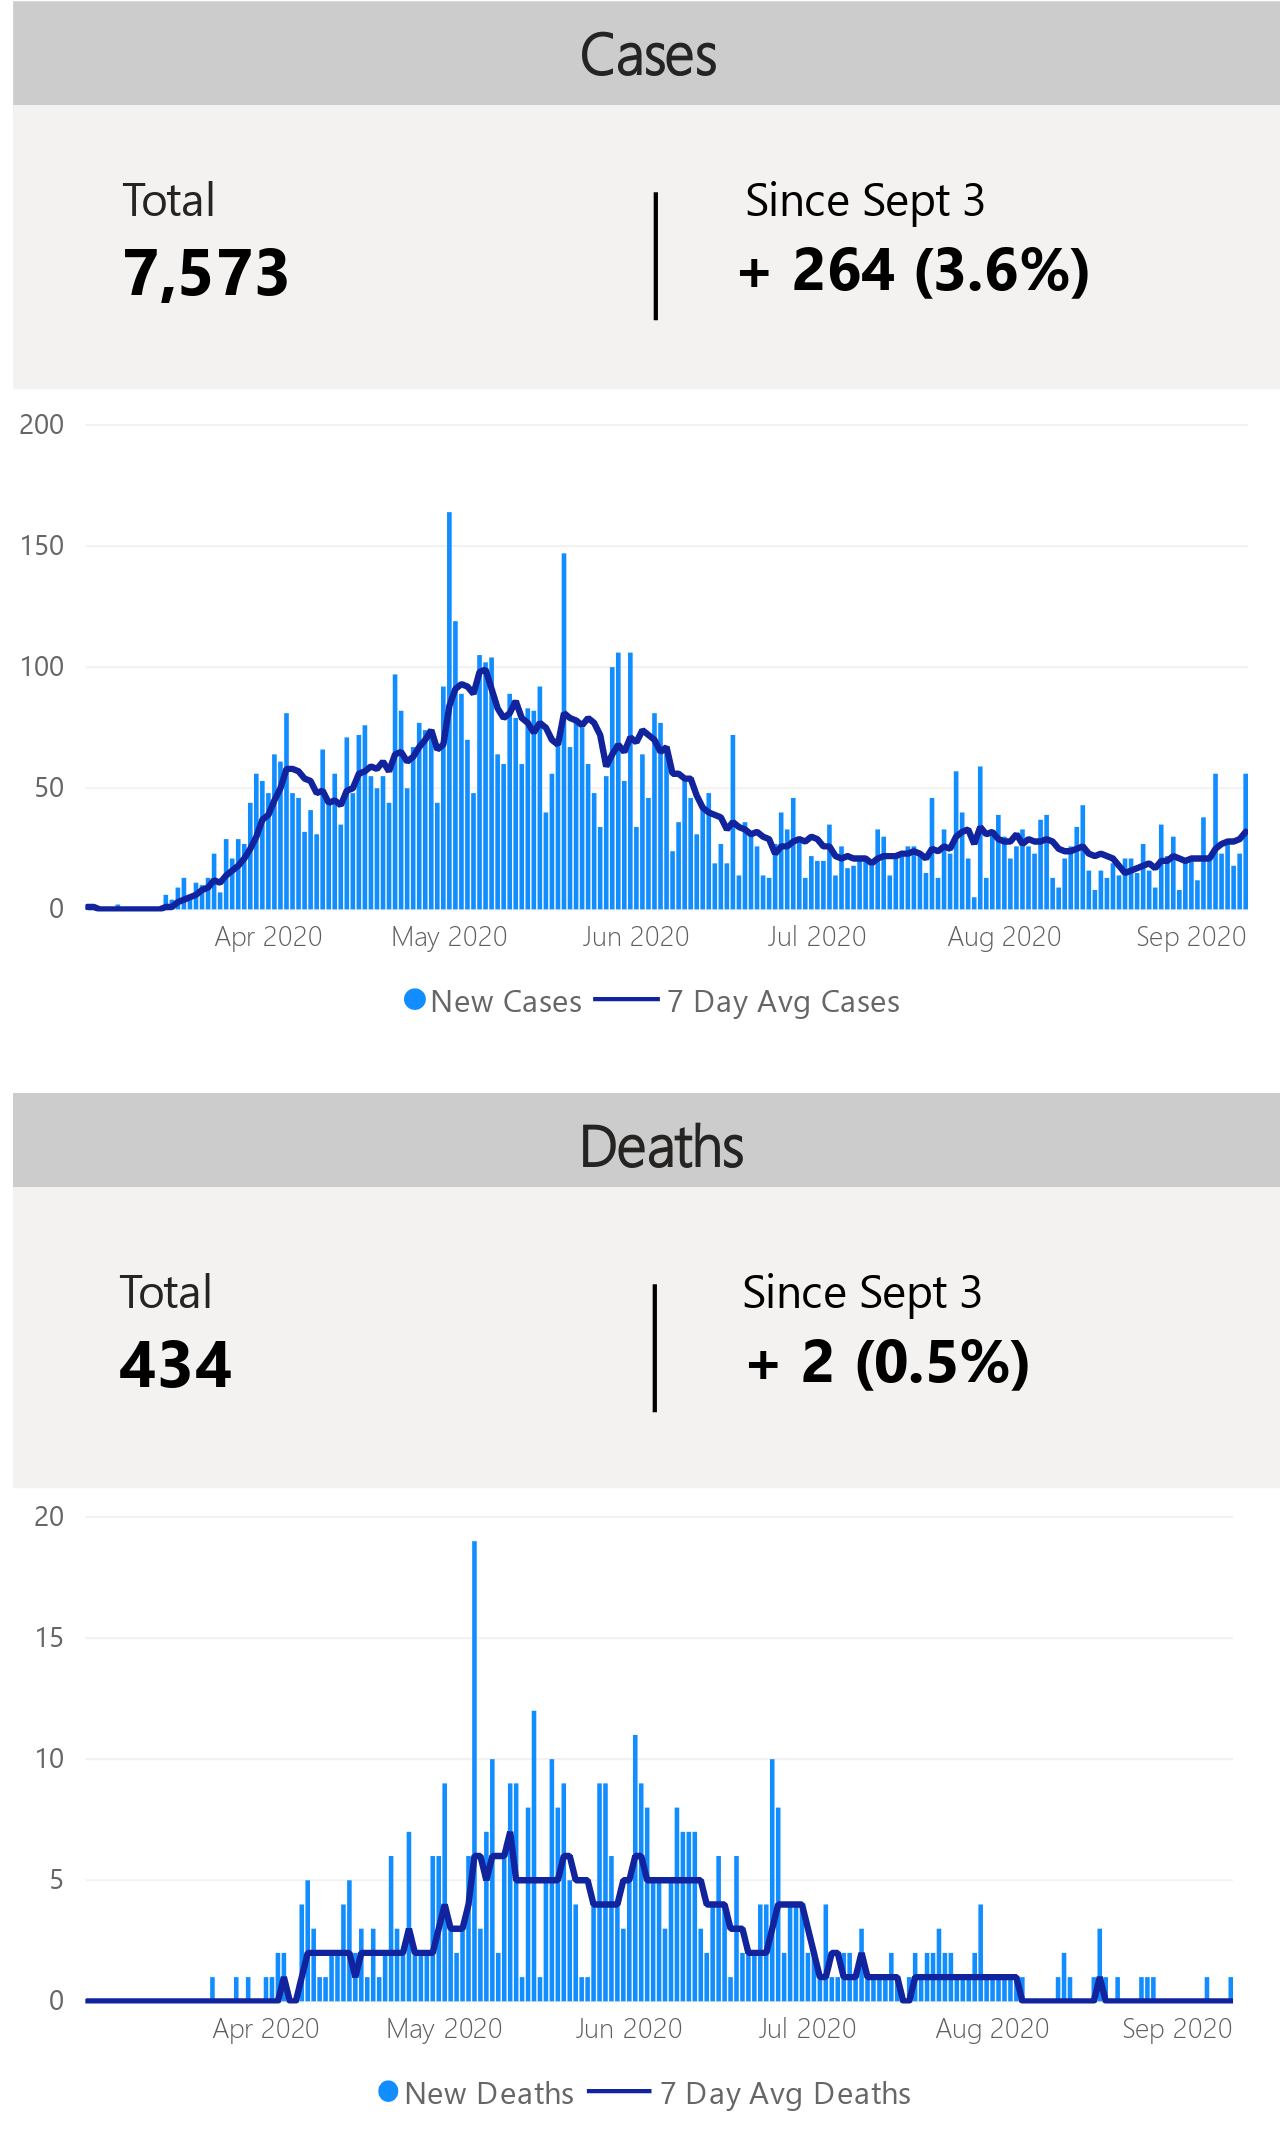 Cases
Total
Since Sept 3
7,573
+ 264 (3.6%)
200
150
100
50
0
Apr 2020 May 2020 Jun 2020 Jul 2020 Aug 2020 Sep 2020
New Cases 7 Day Avg Cases
Deaths
Total
Since Sept 3
434
+ 2 (0.5%)
20
15
10
5
0
Apr 2020 May 2020 Jun 2020 Jul 2020 Aug 2020 Sep 2020
New Deaths 7 Day Avg Deaths